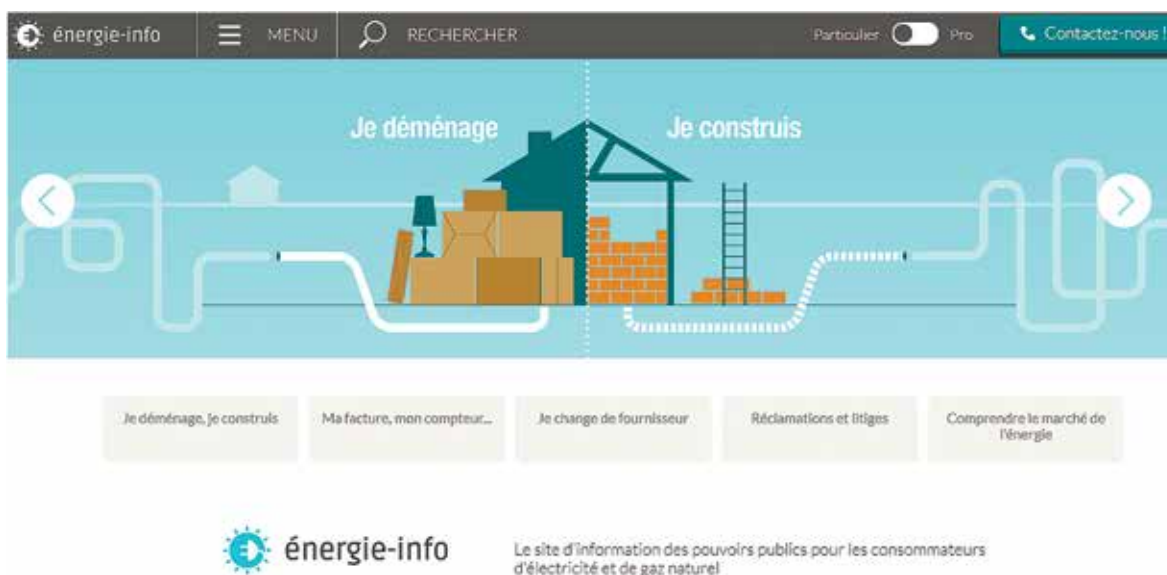 énergie-info
MENU
RECHERCHER
Particulier
Pro
Contactez-nous !
Je déménage
Je construis
Je déménage, je construis
Ma facture, mon compteur...
Je change de fournisseur
Réclamations et litiges
Comprendre le marché de
l'énergie
énergie-info
Le site d'information des pouvoirs publics pour les consommateurs
d'électricité et de gaz naturel